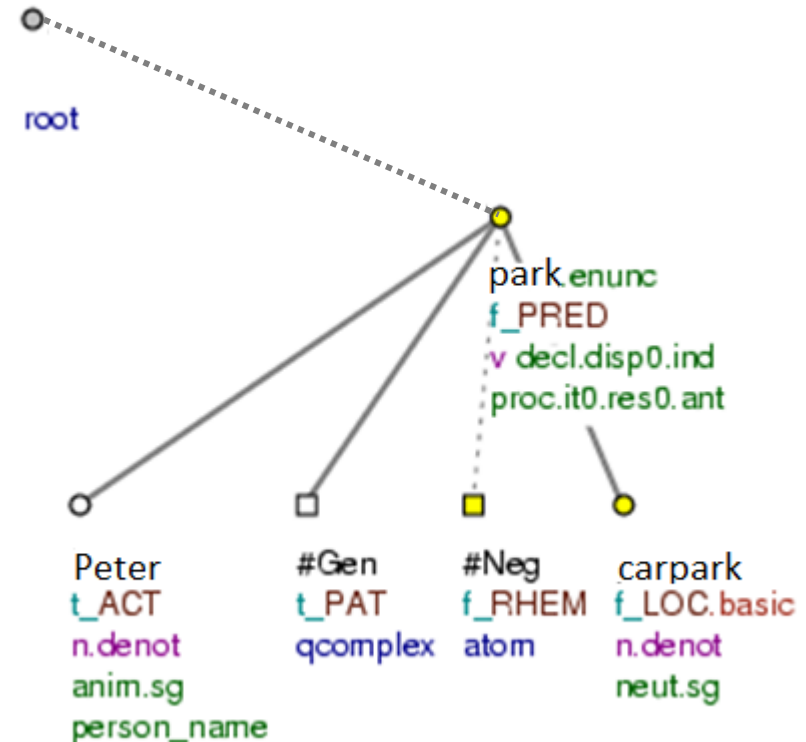 root
park.enunc
f_PRED
v decl.disp0.ind
proc.it0.res0.ant
Peter
t_ACT
n.denot
anim.sg
person_name
#Gen
t_PAT
qcomplex
#Neg
f_RHEM
atom
carpark
f_LOC.basic
n.denot
neut.sg